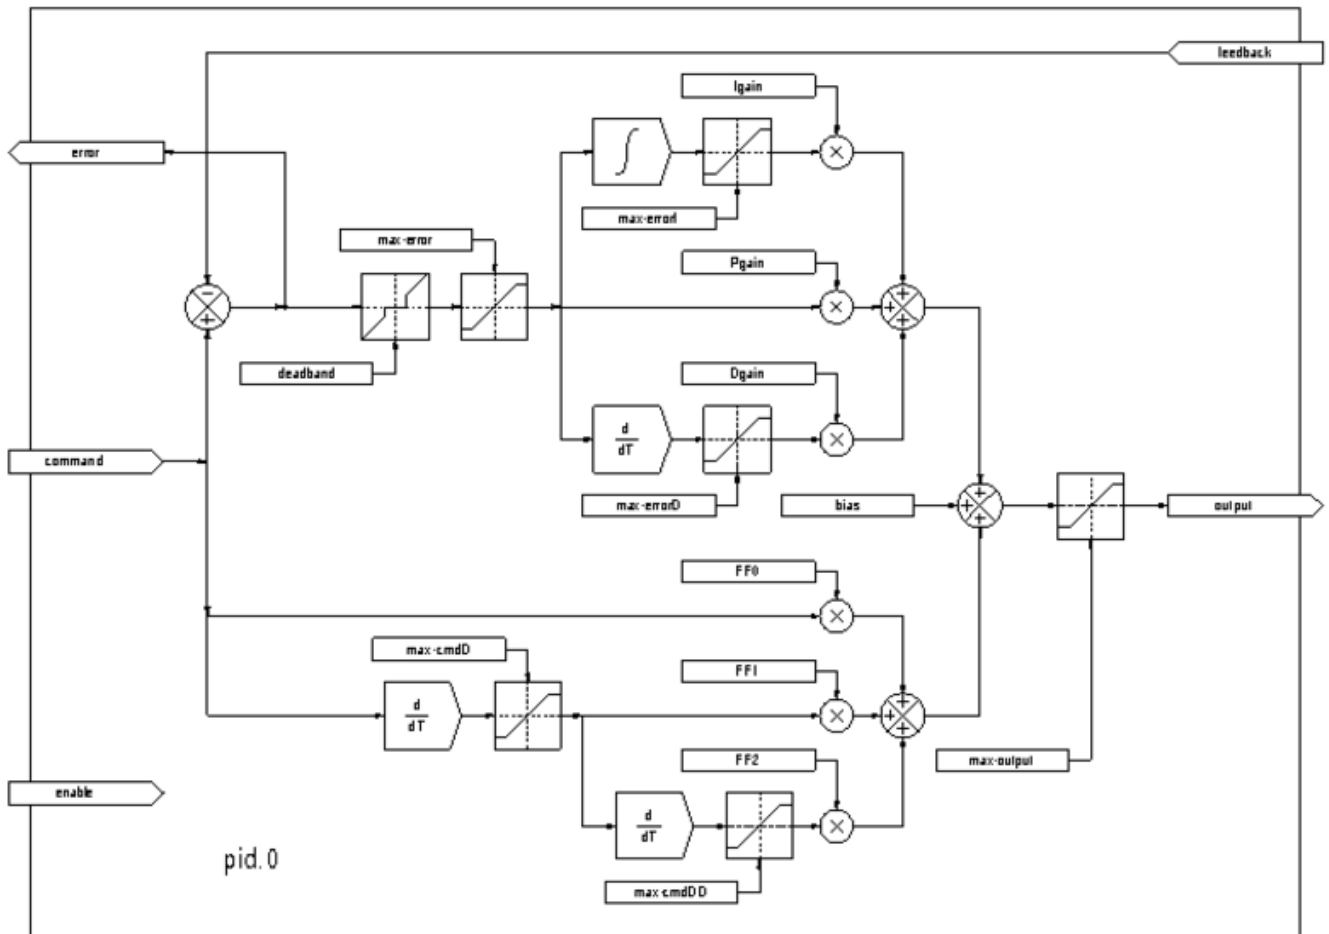 feedback
Igain
error
max-errorI
max-error
Pgain
deadband
Dgain
d
dT
command
max-errorD
bias
output
FF0
max-cmdD
FF1
d
dT
FF2
max-output
enable
d
dT
pid.0
max-cmdDD